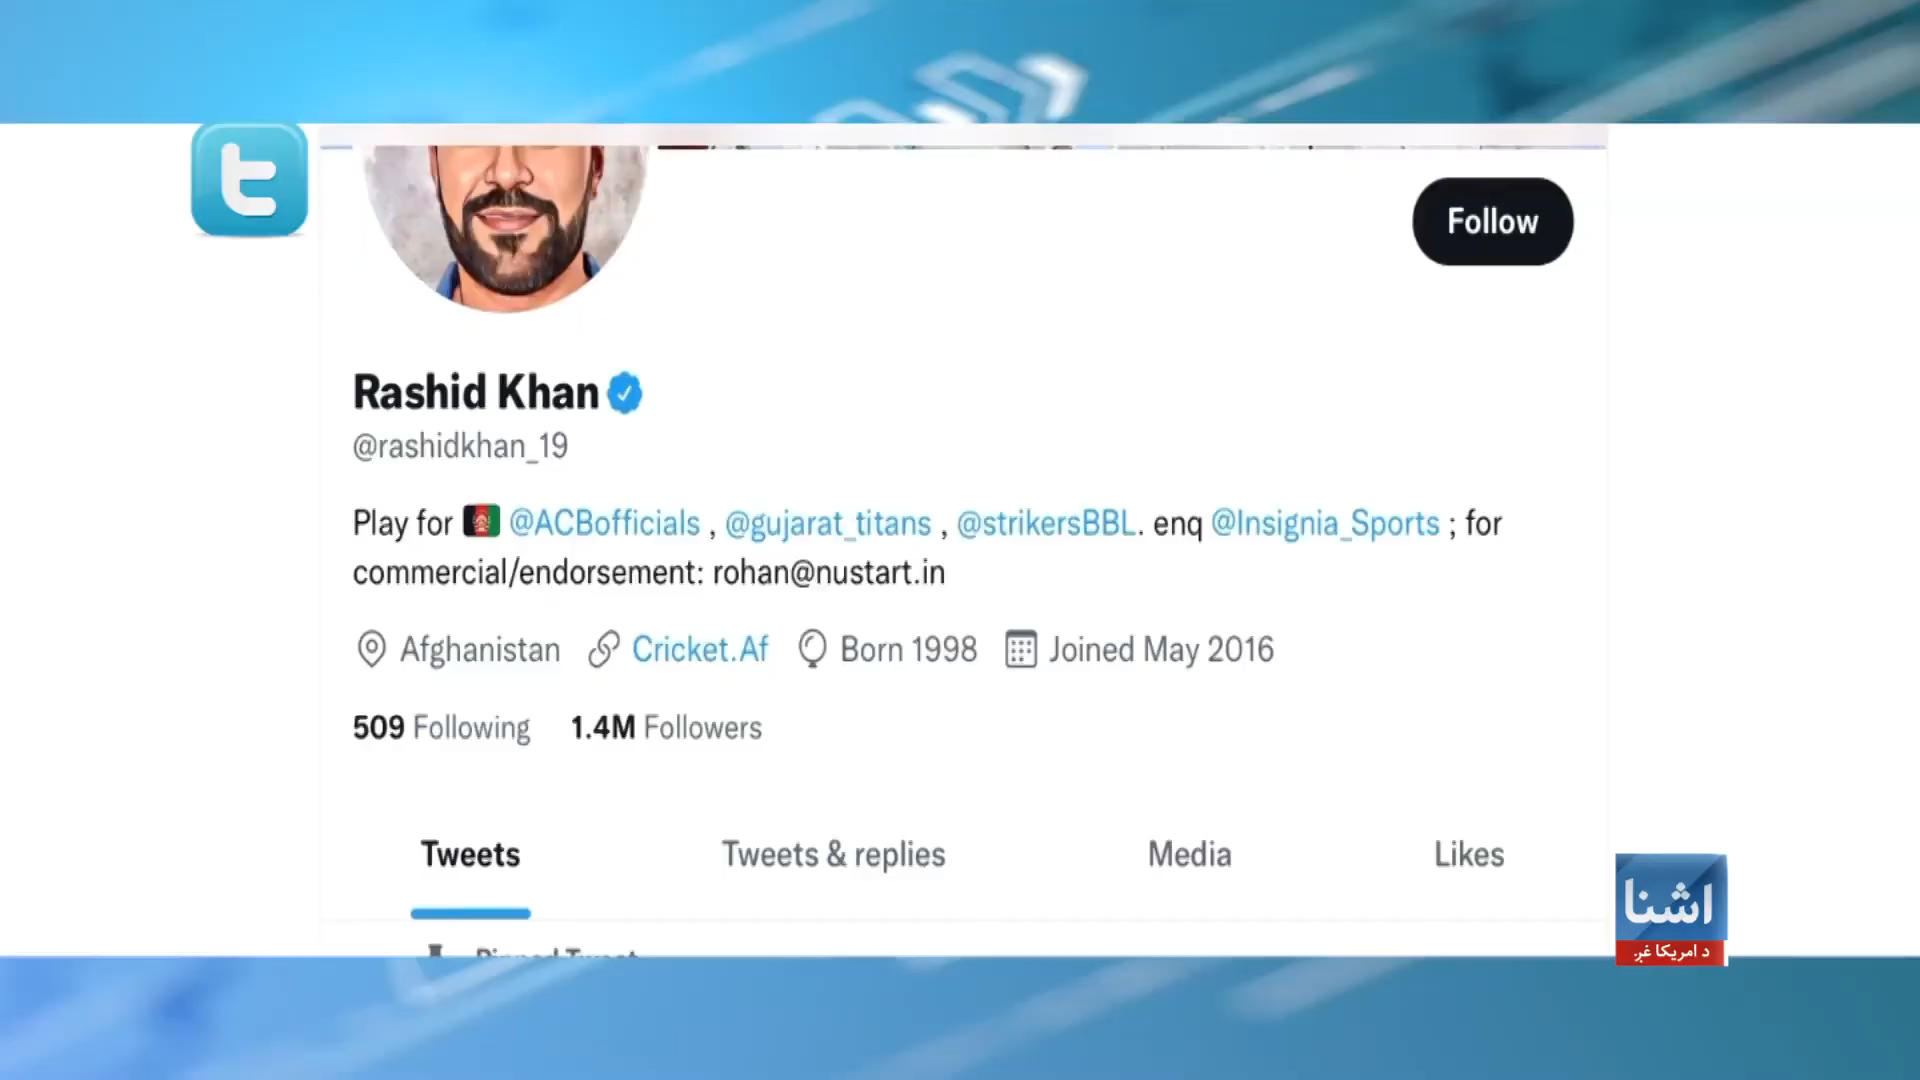 Follow
Rashid Khan
@rashidkhan_19
Play for @ACBofficials , @gujarat_titans , @strikersBBL. enq @Insignia_Sports ; for
commercial/endorsement: rohan@nustart.in
Afghanistan Cricket.Af Born 1998 Joined May 2016
509 Following 1.4M Followers
Tweets Tweets & replies Media Likes
Pinned Tweet
اشنا
د امریکا غږ